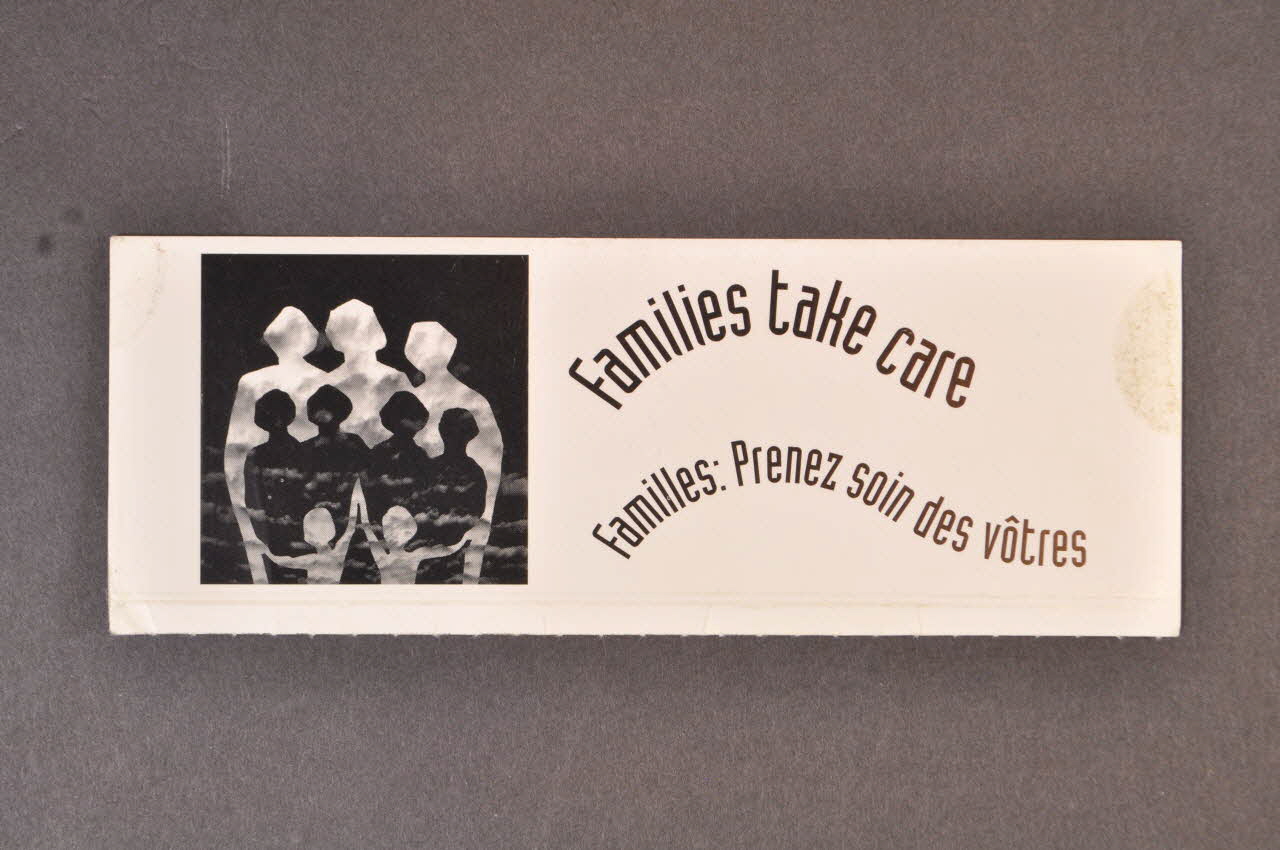 Families take care
Familles: Prenez soin des vôtres